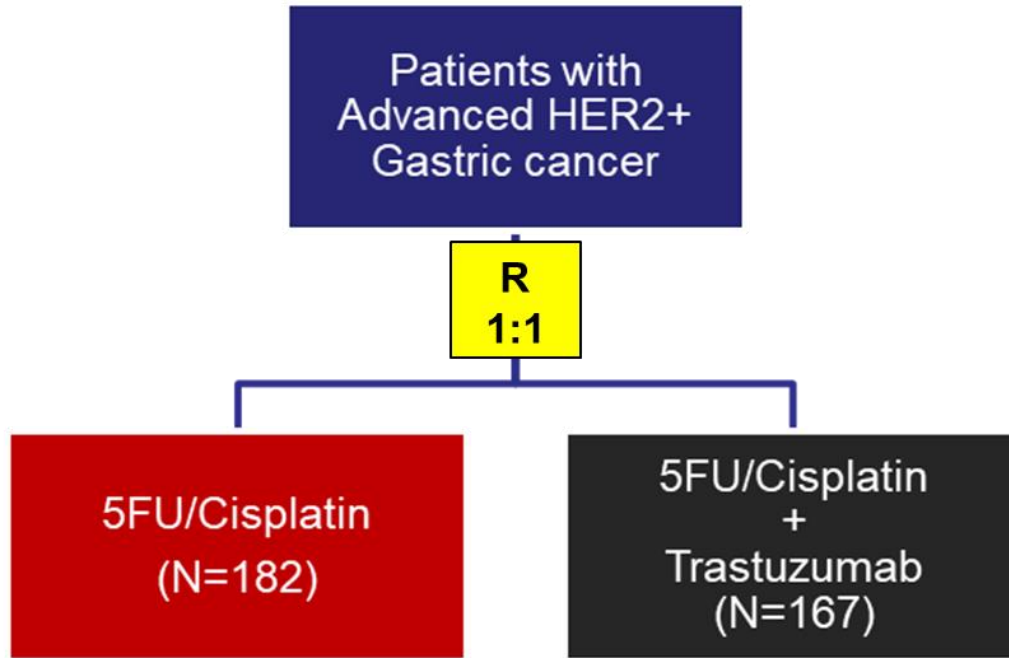 Patients with
Advanced HER2+
Gastric cancer
R
1:1
5FU/Cisplatin
(N=182)
5FU/Cisplatin
+
Trastuzumab
(N=167)